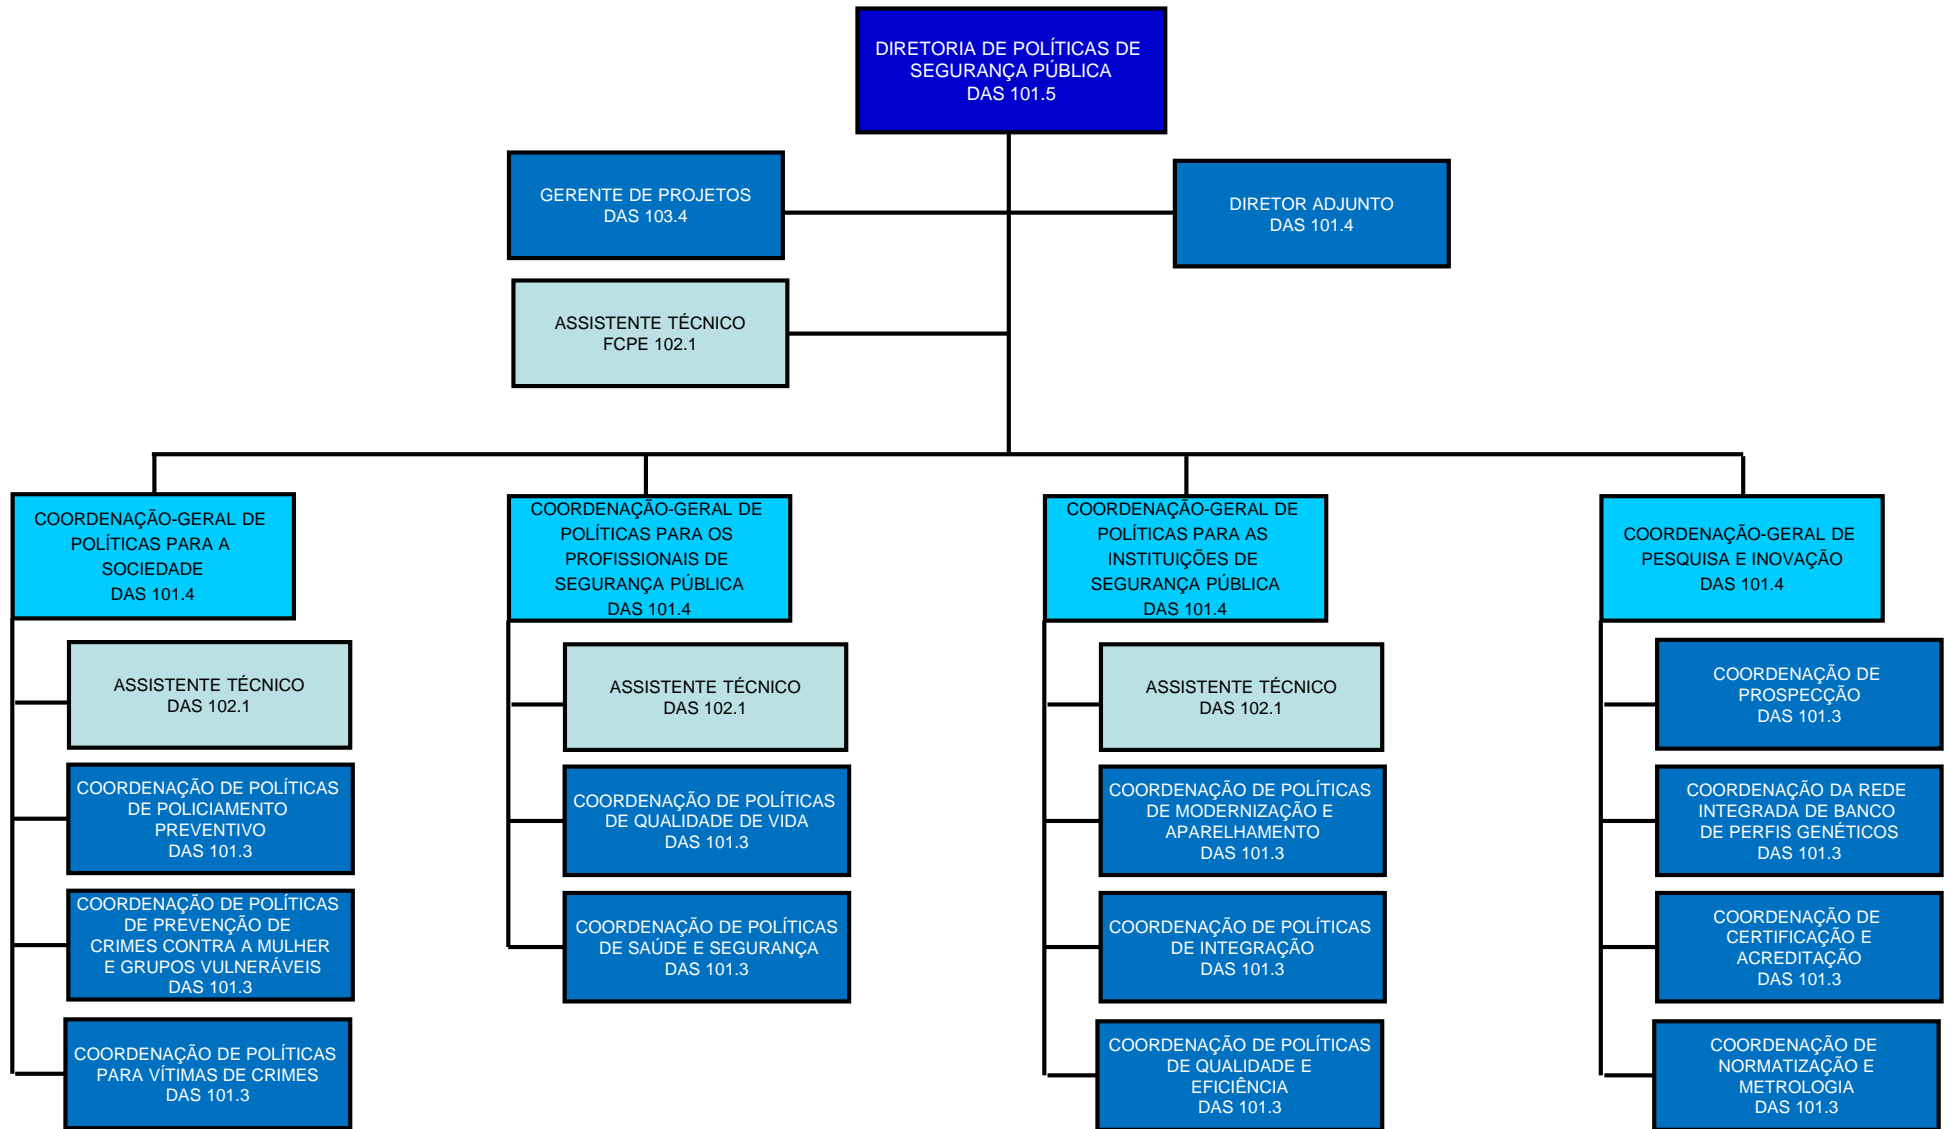 DIRETORIA DE POLÍTICAS DE
SEGURANÇA PÚBLICA
DAS 101.5
GERENTE DE PROJETOS
DAS 103.4
DIRETOR ADJUNTO
DAS 101.4
ASSISTENTE TÉCNICO
FCPE 102.1
COORDENAÇÃO-GERAL DE
POLÍTICAS PARA A
SOCIEDADE
DAS 101.4
ASSISTENTE TÉCNICO
DAS 102.1
COORDENAÇÃO DE POLÍTICAS
DE POLICIAMENTO
PREVENTIVO
DAS 101.3
COORDENAÇÃO DE POLÍTICAS
DE PREVENÇÃO DE
CRIMES CONTRA A MULHER
E GRUPOS VULNERÁVEIS
DAS 101.3
COORDENAÇÃO DE POLÍTICAS
PARA VÍTIMAS DE CRIMES
DAS 101.3
COORDENAÇÃO-GERAL DE
POLÍTICAS PARA OS
PROFISSIONAIS DE
SEGURANÇA PÚBLICA
DAS 101.4
ASSISTENTE TÉCNICO
DAS 102.1
COORDENAÇÃO DE POLÍTICAS
DE QUALIDADE DE VIDA
DAS 101.3
COORDENAÇÃO DE POLÍTICAS
DE SAÚDE E SEGURANÇA
DAS 101.3
COORDENAÇÃO-GERAL DE
POLÍTICAS PARA AS
INSTITUIÇÕES DE
SEGURANÇA PÚBLICA
DAS 101.4
ASSISTENTE TÉCNICO
DAS 102.1
COORDENAÇÃO DE POLÍTICAS
DE MODERNIZAÇÃO E
APARELHAMENTO
DAS 101.3
COORDENAÇÃO DE POLÍTICAS
DE INTEGRAÇÃO
DAS 101.3
COORDENAÇÃO DE POLÍTICAS
DE QUALIDADE E
EFICIÊNCIA
DAS 101.3
COORDENAÇÃO-GERAL DE
PESQUISA E INOVAÇÃO
DAS 101.4
COORDENAÇÃO DE
PROSPECÇÃO
DAS 101.3
COORDENAÇÃO DA REDE
INTEGRADA DE BANCO
DE PERFIS GENÉTICOS
DAS 101.3
COORDENAÇÃO DE
CERTIFICAÇÃO E
ACREDITAÇÃO
DAS 101.3
COORDENAÇÃO DE
NORMATIZAÇÃO E
METROLOGIA
DAS 101.3